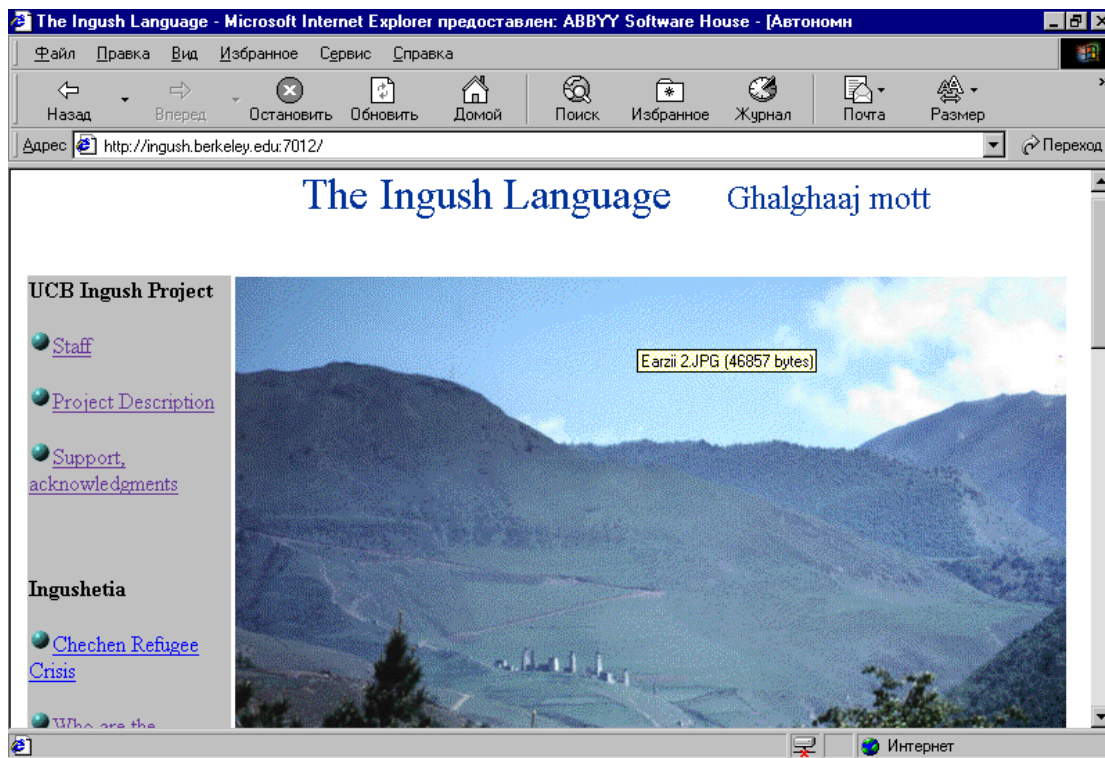 The Ingush Language - Microsoft Internet Explorer предоставлен: ABBYY Software House - [Автономн
Файл Правка Вид Избранное Сервис Справка
Назад Вперед Остановить Обновить Домой Поиск Избранное Журнал Почта Размер
Адрес http://ingush.berkeley.edu:7012/ Переход
The Ingush Language Ghalghaaj mott
UCB Ingush Project
Staff
Earzii 2.JPG (46857 bytes)
Project Description
Support,
acknowledgments
Ingushetia
Chechen Refugee
Crisis
Who are the
Интернет